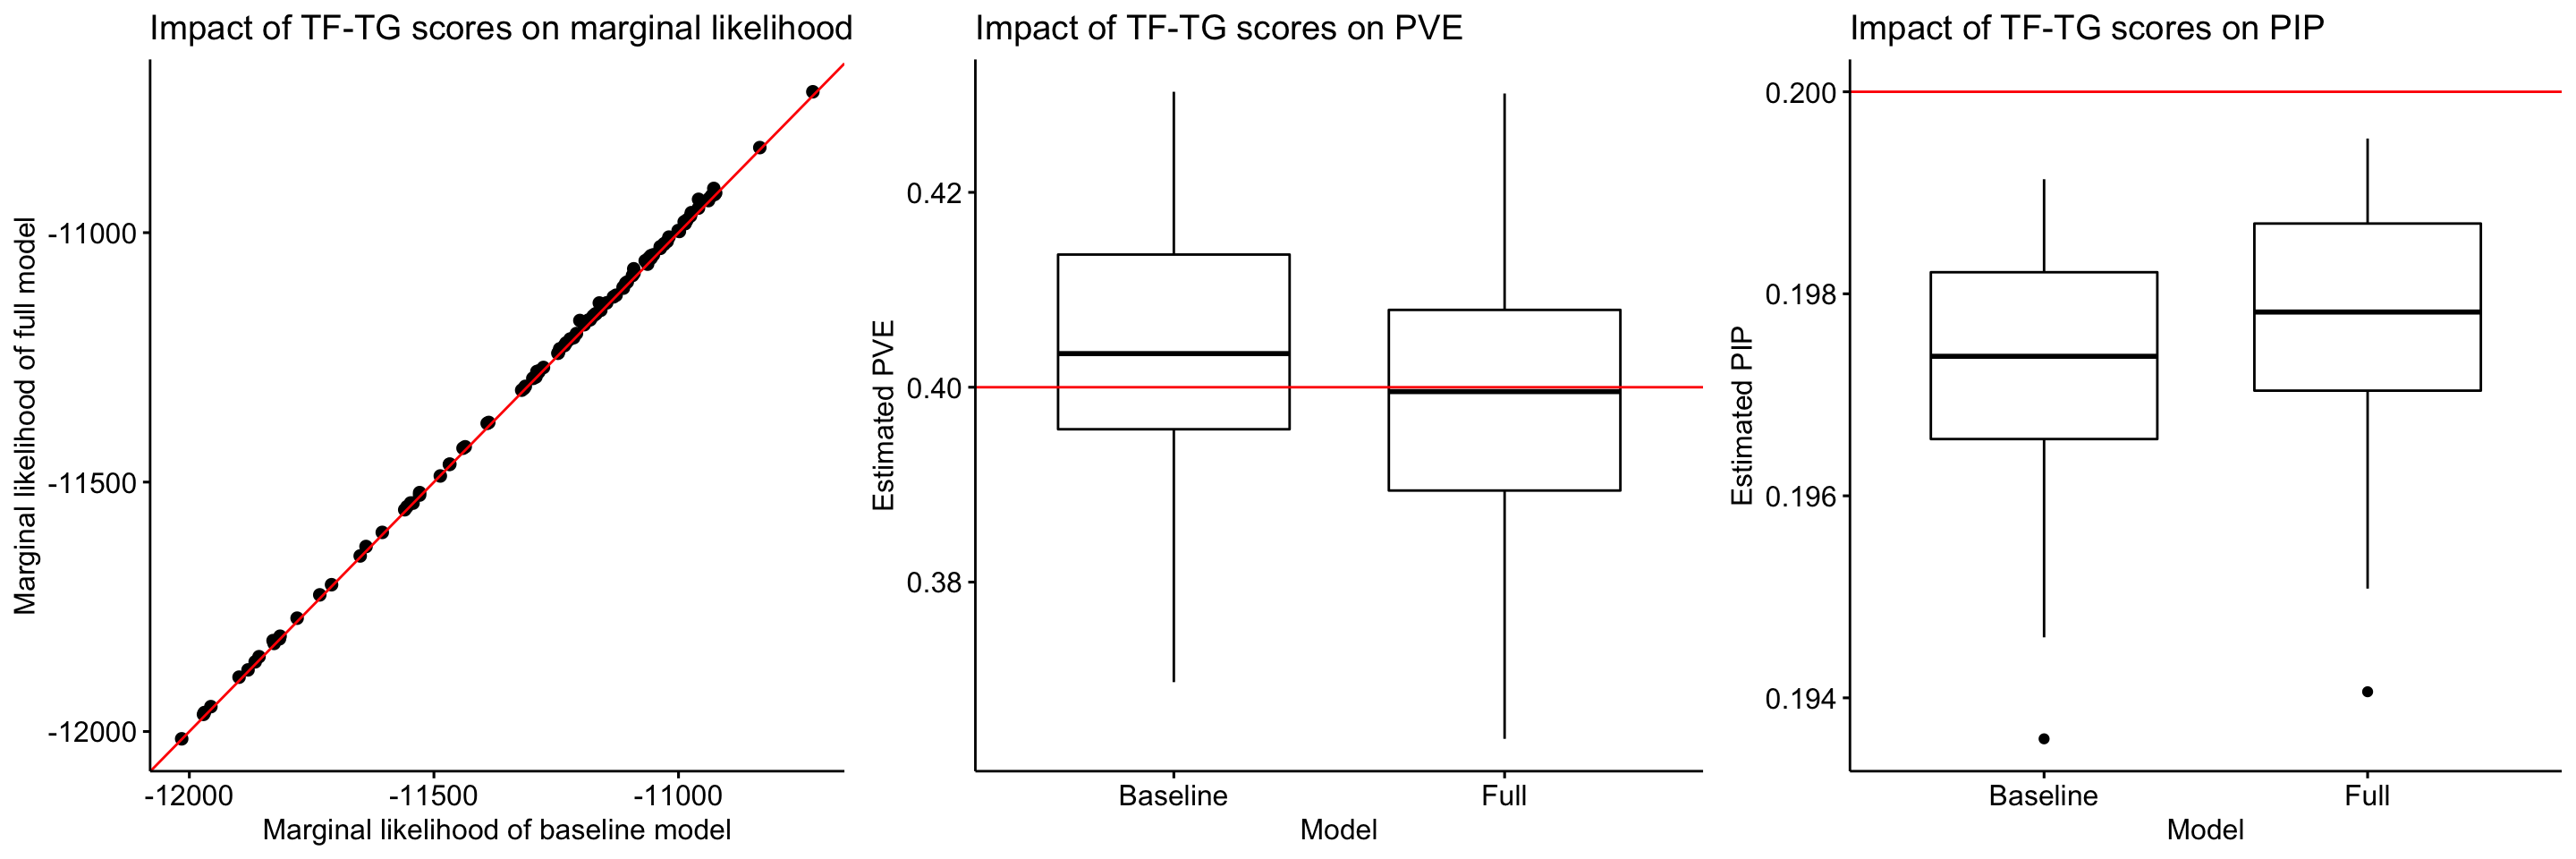 Impact of TF-TG scores on marginal likelihood
Marginal likelihood of full model
-11000
-11500
-12000
-12000 -11500 -11000
Marginal likelihood of baseline model
Impact of TF-TG scores on PVE
Estimated PVE
0.42
0.40
0.38
Baseline Full
Model
Impact of TF-TG scores on PIP
Estimated PIP
0.200
0.198
0.196
0.194
Baseline Full
Model